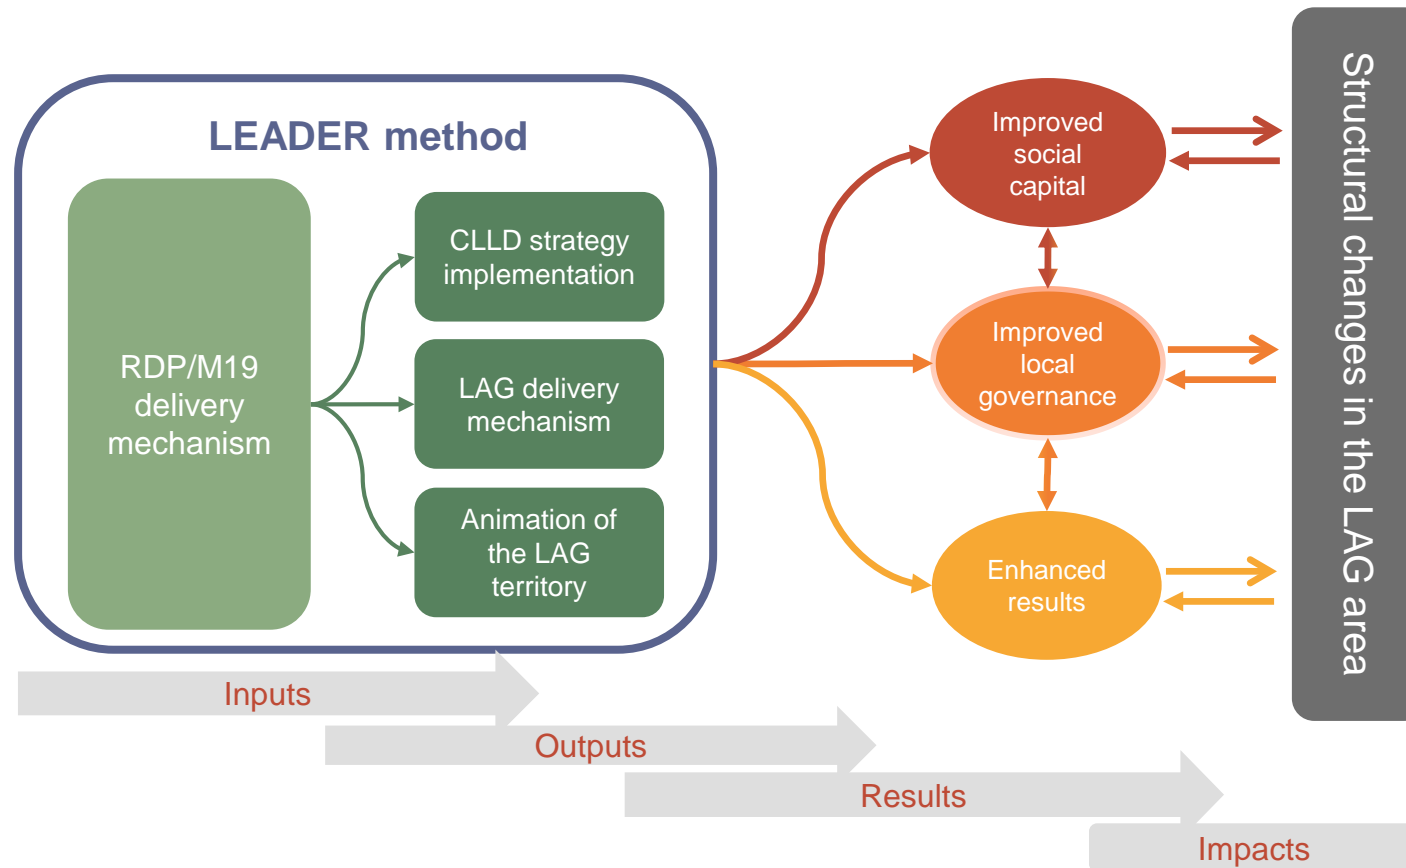 LEADER method
RDP/M19
delivery
mechanism
CLLD strategy
implementation
LAG delivery
mechanism
Animation of
the LAG
territory
Improved
social
capital
Improved
local
governance
Enhanced
results
Structural changes in the LAG area
Inputs
Outputs
Results
Impacts